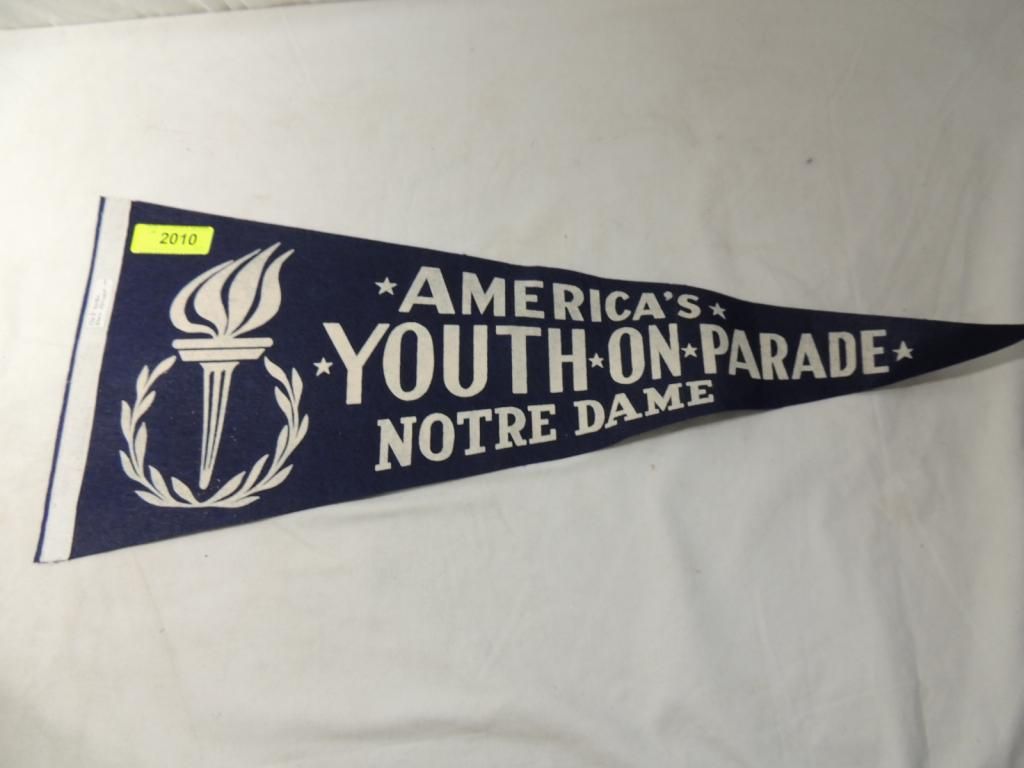 2010
★ AMERICA'S ★
★ YOUTH ★ ON ★ PARADE ★
NOTRE DAME